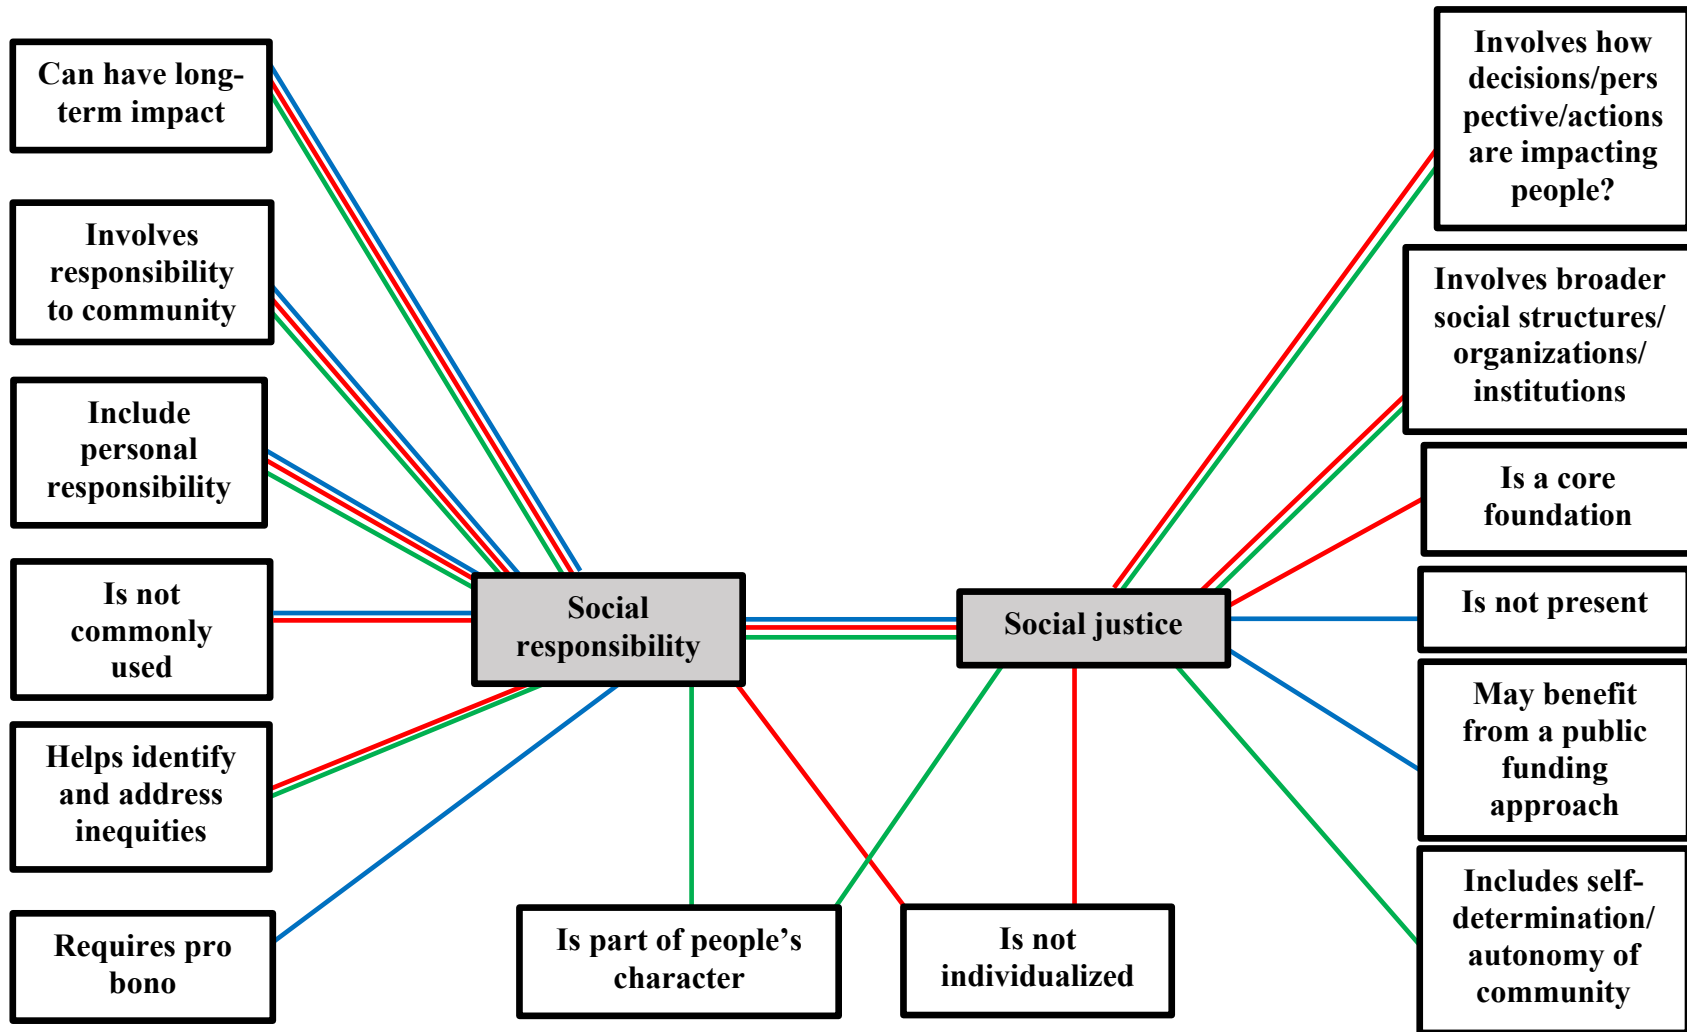 Can have long-
term impact
Involves
responsibility
to community
Include
personal
responsibility
Is not
commonly
used
Helps identify
and address
inequities
Requires pro
bono
Social
responsibility
Social justice
Is part of people’s
character
Is not
individualized
Involves how
decisions/pers
pective/actions
are impacting
people?
Involves broader
social structures/
organizations/
institutions
Is a core
foundation
Is not present
May benefit
from a public
funding
approach
Includes self-
determination/
autonomy of
community